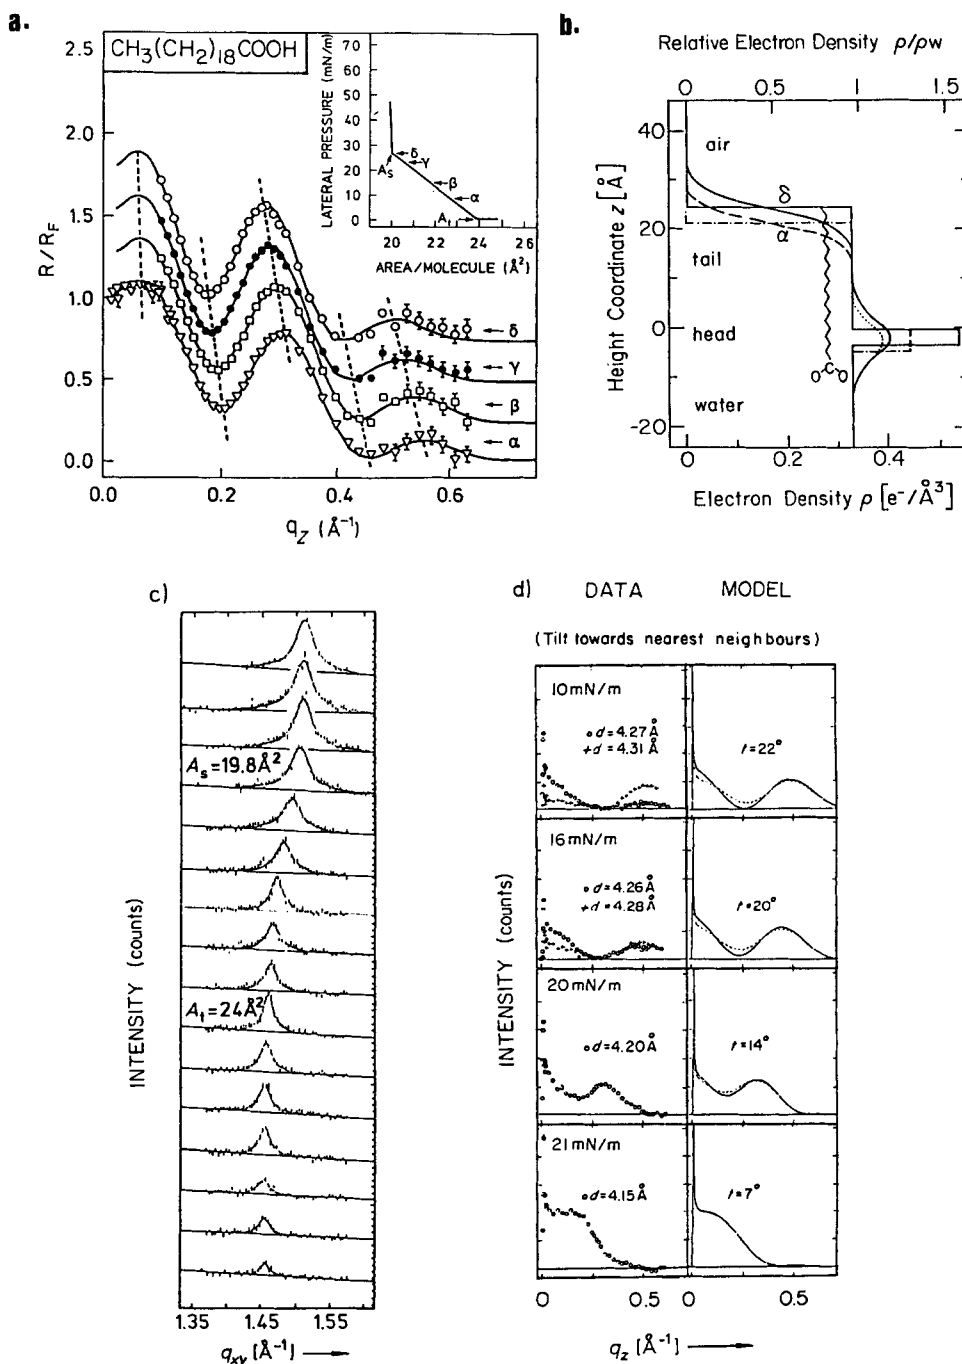 a.
CH3(CH2)18COOH
R/RF
2.5
2.0
1.5
1.0
0.5
0.0
0.0 0.2 0.4 0.6
qz (Å-1)
δ
γ
β
α
LATERAL PRESSURE (mN/m)
70
60
50
40
30
20
10
0
As
δ
γ
β
α
20 22 24 26
AREA/MOLECULE (Å2)
b.
Relative Electron Density ρ/ρw
0 0.5 1 1.5
Height Coordinate z [Å]
40
20
0
-20
air
tail
head
water
δ
α
O C O
0 0.2 0.4
Electron Density ρ [e-/Å3]
c)
As=19.8Å2
At=24Å2
INTENSITY (counts)
1.35 1.45 1.55
qxy [Å-1]
d) DATA MODEL
(Tilt towards nearest neighbours)
10mN/m
o d=4.27Å
+d=4.31Å
t=22°
16mN/m
o d=4.26Å
+d=4.28Å
t=20°
20mN/m
o d=4.20Å
t=14°
21mN/m
o d=4.15Å
t=7°
INTENSITY (counts)
0 0.5 0 0.5
qz [Å-1]